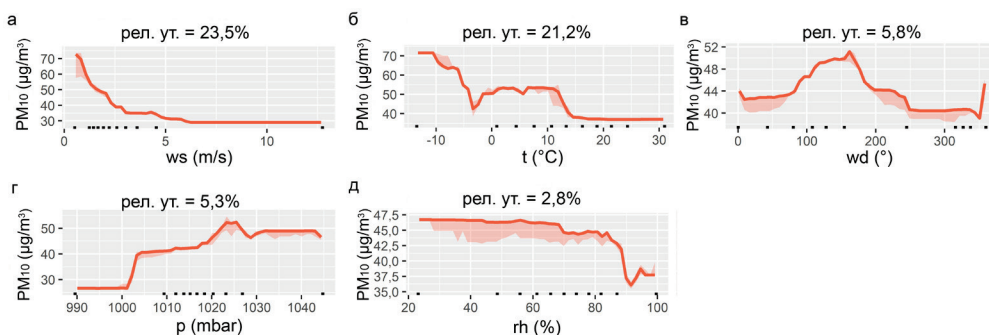 а
рел. ут. = 23,5%
PM₁₀ (µg/m³)
70
60
50
40
30
0
5
10
ws (m/s)
б
рел. ут. = 21,2%
PM₁₀ (µg/m³)
70
60
50
40
-10
0
10
20
30
t (°C)
в
рел. ут. = 5,8%
PM₁₀ (µg/m³)
52
48
44
40
0
100
200
300
wd (°)
г
рел. ут. = 5,3%
PM₁₀ (µg/m³)
50
40
30
990
1000
1010
1020
1030
1040
p (mbar)
д
рел. ут. = 2,8%
PM₁₀ (µg/m³)
47,5
45,0
42,5
40,0
37,5
35,0
20
40
60
80
100
rh (%)